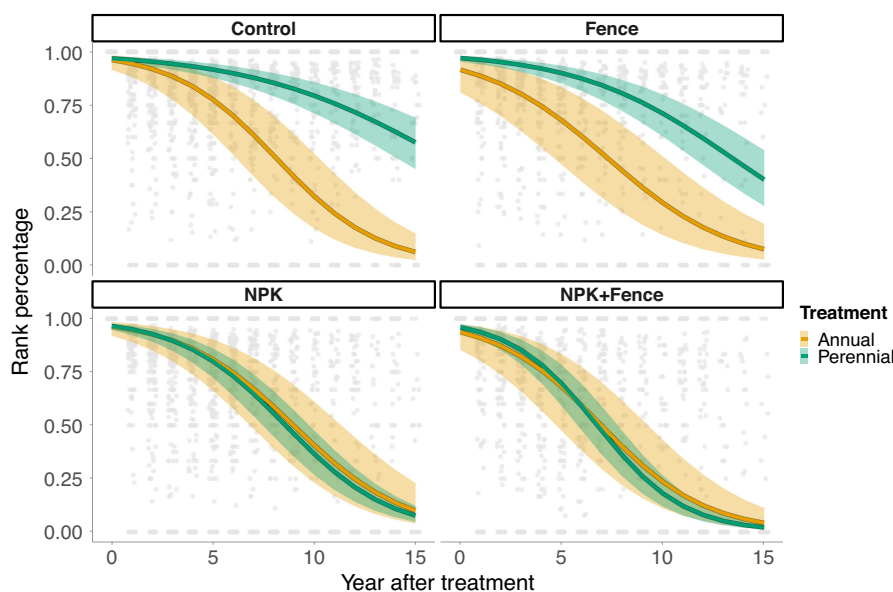 Control
Fence
1.00
0.75
0.50
0.25
0.00
NPK
NPK+Fence
1.00
0.75
0.50
0.25
0.00
Rank percentage
0
5
10
15
0
5
10
15
Year after treatment
Treatment
Annual
Perennial